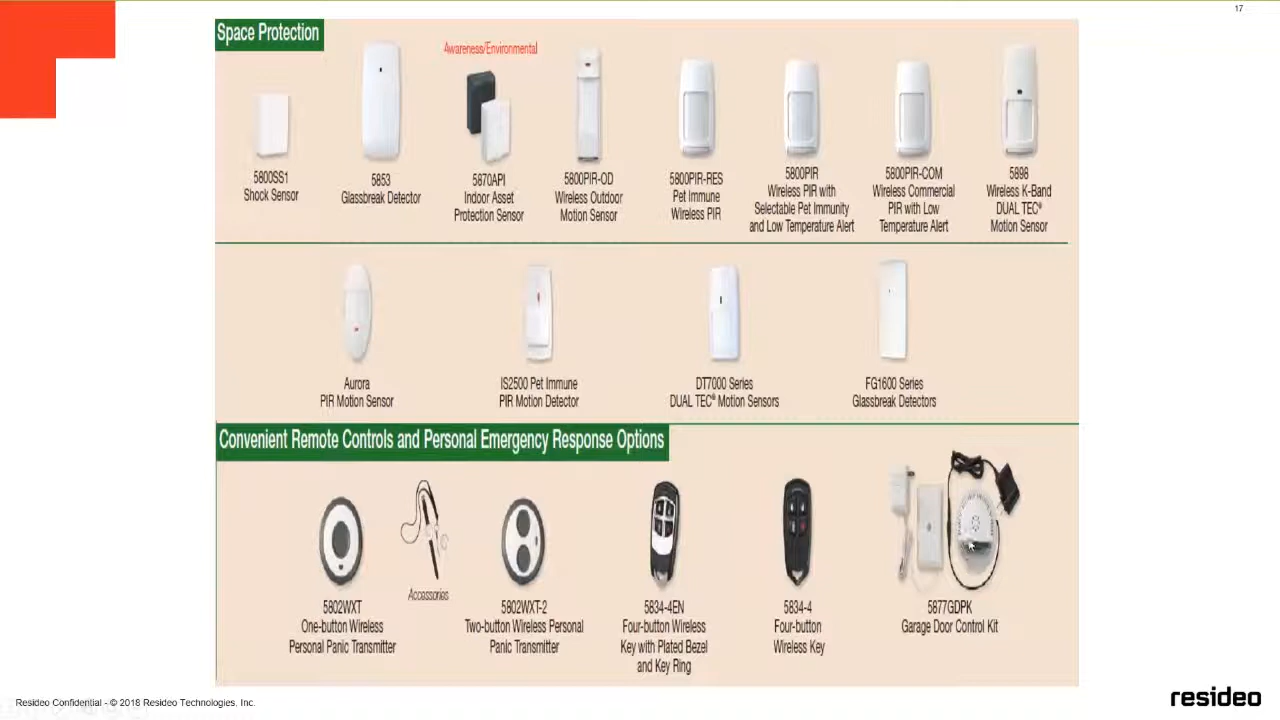 17
Space Protection
Awareness/Environmental
5800SS1
Shock Sensor
5853
Glassbreak Detector
5870API
Indoor Asset
Protection Sensor
5800PIR-OD
Wireless Outdoor
Motion Sensor
5800PIR-RES
Pet Immune
Wireless PIR
5800PIR
Wireless PIR with
Selectable Pet Immunity
and Low Temperature Alert
5800PIR-COM
Wireless Commercial
PIR with Low
Temperature Alert
5898
Wireless K-Band
DUAL TEC®
Motion Sensor
Aurora
PIR Motion Sensor
IS2500 Pet Immune
PIR Motion Detector
DT7000 Series
DUAL TEC® Motion Sensors
FG1600 Series
Glassbreak Detectors
Convenient Remote Controls and Personal Emergency Response Options
5802WXT
One-button Wireless
Personal Panic Transmitter
Accessories
5802WXT-2
Two-button Wireless Personal
Panic Transmitter
5834-4EN
Four-button Wireless
Key with Plated Bezel
and Key Ring
5834-4
Four-button
Wireless Key
5877GDPK
Garage Door Control Kit
Resideo Confidential - © 2018 Resideo Technologies, Inc.
resideo